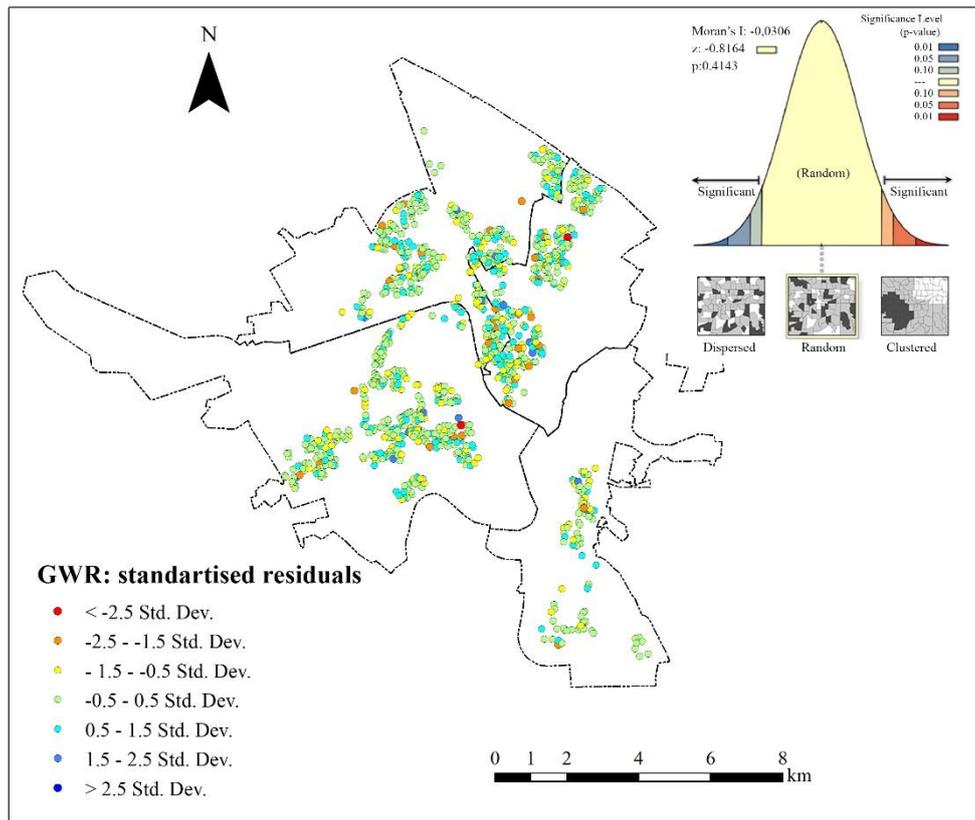 N
Moran's I: -0,0306
z: -0.8164
p:0.4143
Significance Level
(p-value)
0.01
0.05
0.10
---
0.10
0.05
0.01
(Random)
Significant
Significant
Dispersed
Random
Clustered
GWR: standartised residuals
< -2.5 Std. Dev.
-2.5 - -1.5 Std. Dev.
- 1.5 - -0.5 Std. Dev.
-0.5 - 0.5 Std. Dev.
0.5 - 1.5 Std. Dev.
1.5 - 2.5 Std. Dev.
> 2.5 Std. Dev.
0 1 2 4 6 8
km